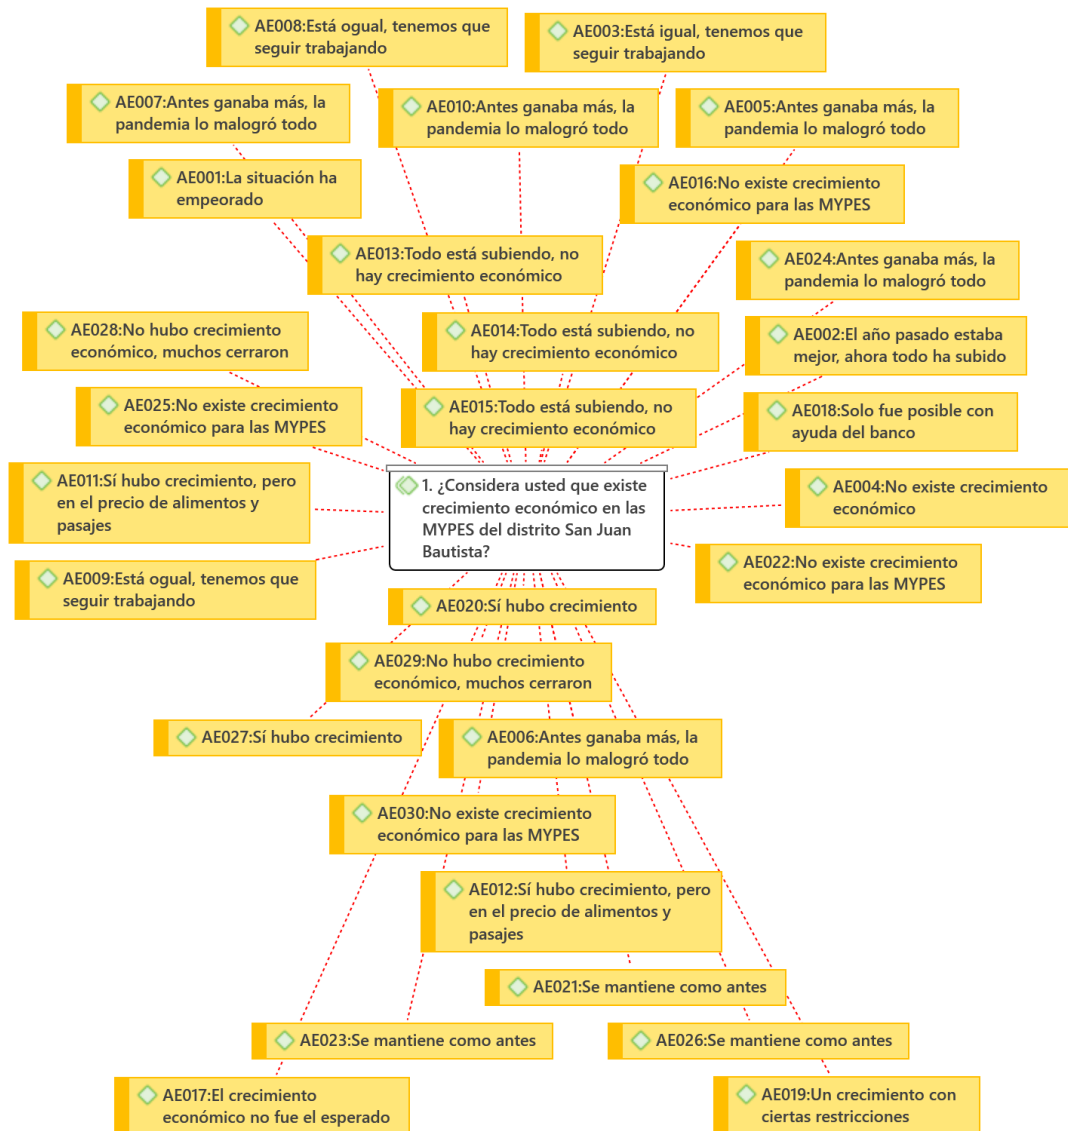 AE008:Está ogual, tenemos que
seguir trabajando
AE003:Está igual, tenemos que
seguir trabajando
AE007:Antes ganaba más, la
pandemia lo malogró todo
AE010:Antes ganaba más, la
pandemia lo malogró todo
AE005:Antes ganaba más, la
pandemia lo malogró todo
AE001:La situación ha
empeorado
AE016:No existe crecimiento
económico para las MYPES
AE013:Todo está subiendo, no
hay crecimiento económico
AE024:Antes ganaba más, la
pandemia lo malogró todo
AE028:No hubo crecimiento
económico, muchos cerraron
AE014:Todo está subiendo, no
hay crecimiento económico
AE002:El año pasado estaba
mejor, ahora todo ha subido
AE025:No existe crecimiento
económico para las MYPES
AE015:Todo está subiendo, no
hay crecimiento económico
AE018:Solo fue posible con
ayuda del banco
AE011:Sí hubo crecimiento, pero
en el precio de alimentos y
pasajes
1. ¿Considera usted que existe
crecimiento económico en las
MYPES del distrito San Juan
Bautista?
AE004:No existe crecimiento
económico
AE009:Está ogual, tenemos que
seguir trabajando
AE022:No existe crecimiento
económico para las MYPES
AE020:Sí hubo crecimiento
AE029:No hubo crecimiento
económico, muchos cerraron
AE027:Sí hubo crecimiento
AE006:Antes ganaba más, la
pandemia lo malogró todo
AE030:No existe crecimiento
económico para las MYPES
AE012:Sí hubo crecimiento, pero
en el precio de alimentos y
pasajes
AE021:Se mantiene como antes
AE023:Se mantiene como antes
AE026:Se mantiene como antes
AE017:El crecimiento
económico no fue el esperado
AE019:Un crecimiento con
ciertas restricciones